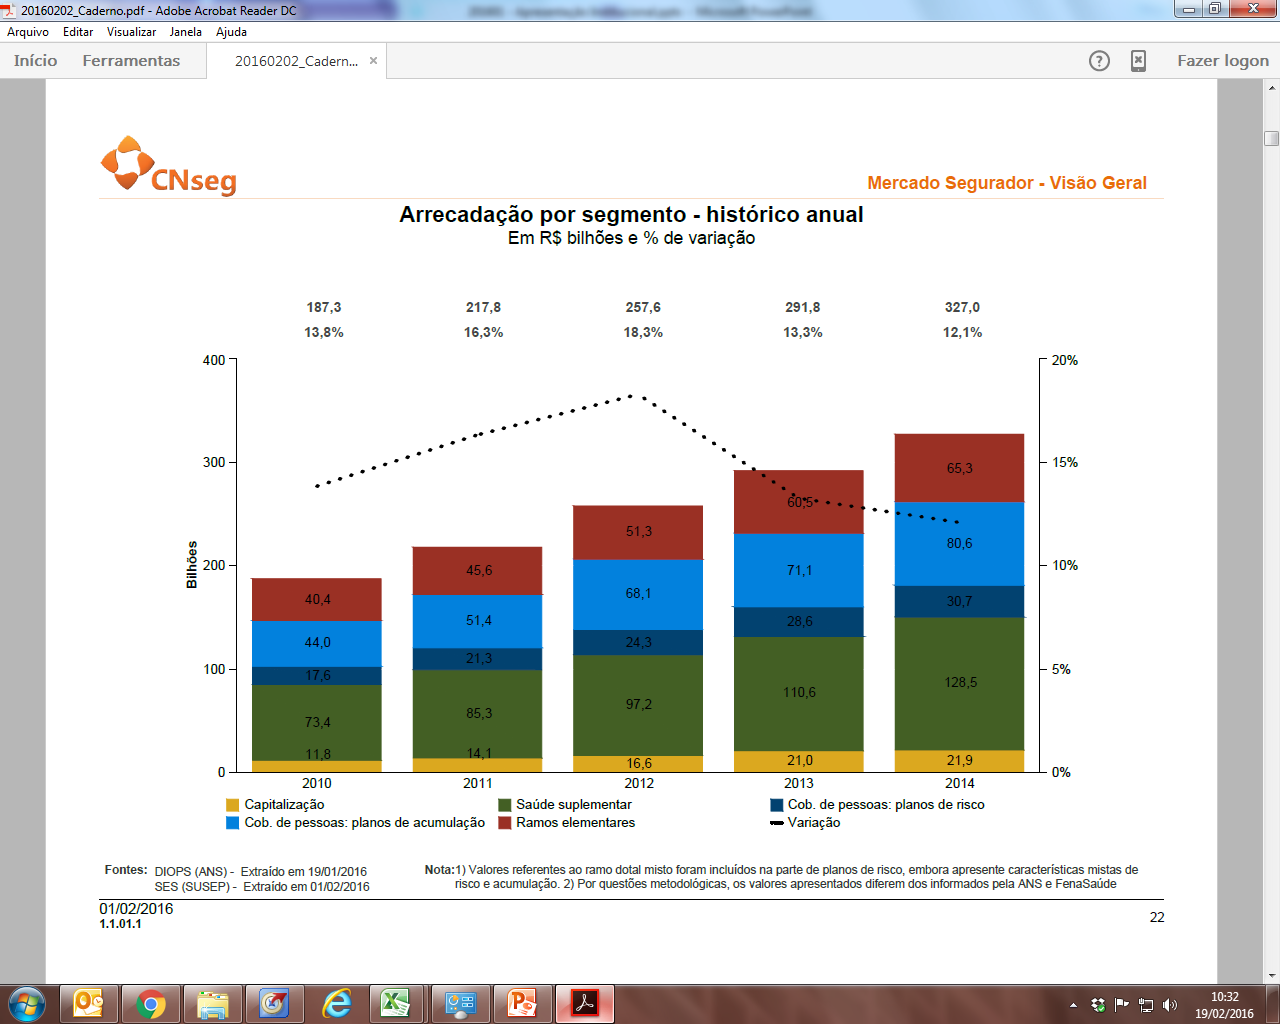 20160202_Caderno.pdf - Adobe Acrobat Reader DC
Arquivo Editar Visualizar Janela Ajuda
Início Ferramentas 20160202_Cadern... × ? Fazer logon
CNseg
Mercado Segurador - Visão Geral
Arrecadação por segmento - histórico anual
Em R$ bilhões e % de variação
187,3 217,8 257,6 291,8 327,0
13,8% 16,3% 18,3% 13,3% 12,1%
400 20%
300 15%
200 10%
100 5%
0 0%
Bilhões
40,4 45,6 51,3 60,5 65,3
44,0 51,4 68,1 71,1 80,6
17,6 21,3 24,3 28,6 30,7
73,4 85,3 97,2 110,6 128,5
11,8 14,1 16,6 21,0 21,9
2010 2011 2012 2013 2014
Capitalização Saúde suplementar Cob. de pessoas: planos de risco
Cob. de pessoas: planos de acumulação Ramos elementares Variação
Fontes: DIOPS (ANS) - Extraído em 19/01/2016
SES (SUSEP) - Extraído em 01/02/2016
Nota:1) Valores referentes ao ramo dotal misto foram incluídos na parte de planos de risco, embora apresente características mistas de
risco e acumulação. 2) Por questões metodológicas, os valores apresentados diferem dos informados pela ANS e FenaSaúde
01/02/2016
1.1.01.1
22
10:32
19/02/2016